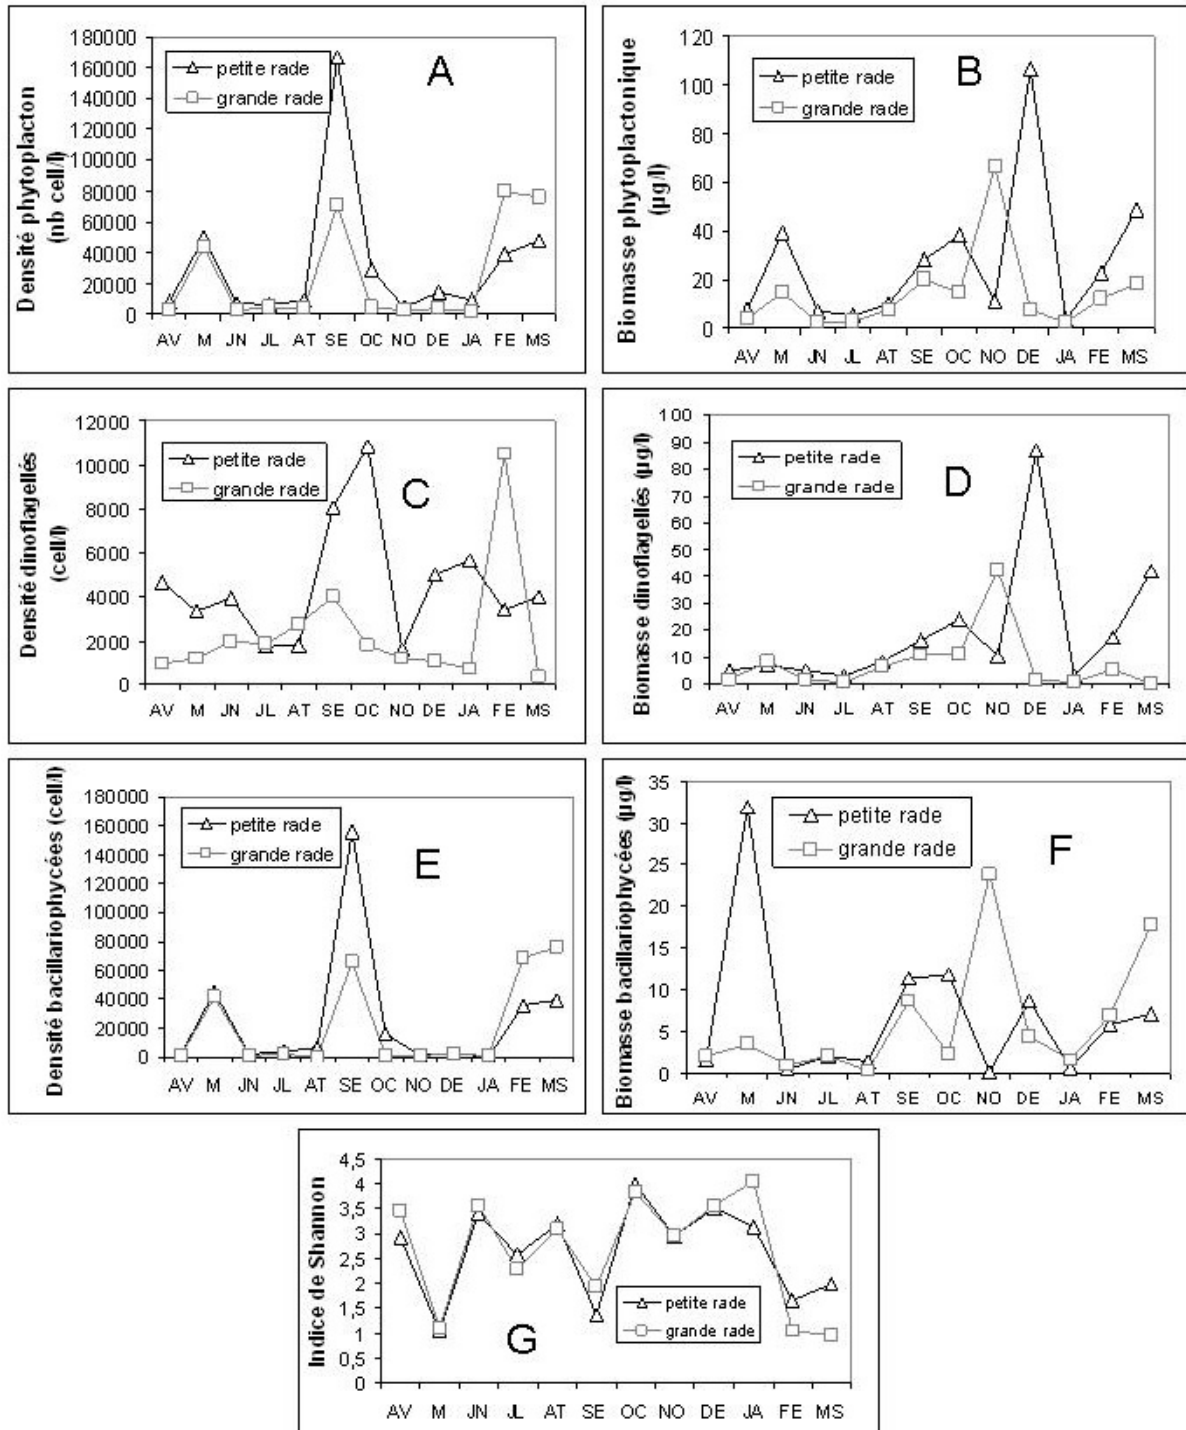 Densité phytoplacton
(nb cell/l)
180000
160000
140000
120000
100000
80000
60000
40000
20000
0
petite rade
grande rade
A
AV M JN JL AT SE OC NO DE JA FE MS
Biomasse phytoplactonique
(µg/l)
120
100
80
60
40
20
0
petite rade
grande rade
B
AV M JN JL AT SE OC NO DE JA FE MS
Densité dinoflagellés
(cell/l)
12000
10000
8000
6000
4000
2000
0
petite rade
grande rade
C
AV M JN JL AT SE OC NO DE JA FE MS
Biomasse dinoflagellés (µg/l)
100
90
80
70
60
50
40
30
20
10
0
petite rade
grande rade
D
AV M JN JL AT SE OC NO DE JA FE MS
Densité bacillariophycées (cell/l)
180000
160000
140000
120000
100000
80000
60000
40000
20000
0
petite rade
grande rade
E
AV M JN JL AT SE OC NO DE JA FE MS
Biomasse bacillariophycées (µg/l)
35
30
25
20
15
10
5
0
petite rade
grande rade
F
AV M JN JL AT SE OC NO DE JA FE MS
Indice de Shannon
4,5
4
3,5
3
2,5
2
1,5
1
0,5
0
petite rade
grande rade
G
AV M JN JL AT SE OC NO DE JA FE MS